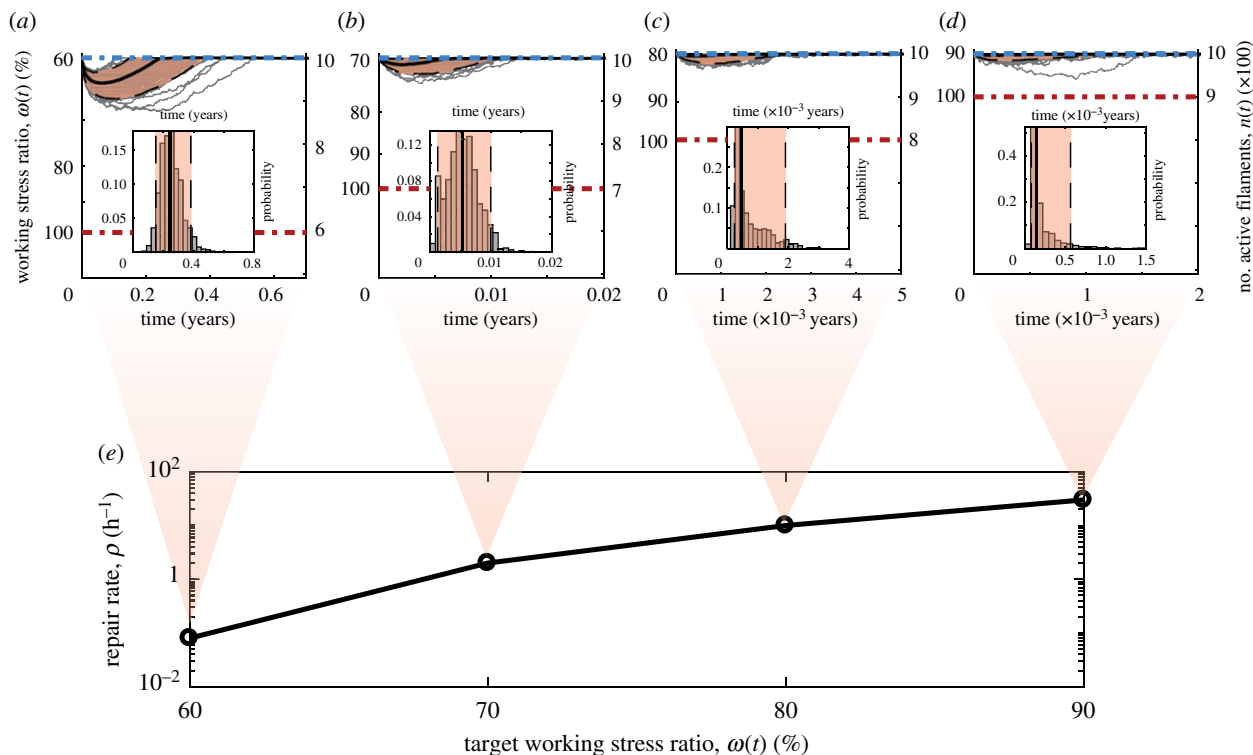 (a) (b) (c) (d)
working stress ratio, ω(t) (%)
60
80
100
10
8
6
time (years)
0.15
0.10
0.05
0 0.4 0.8
probability
0 0.2 0.4 0.6
time (years)
70
80
90
100
10
9
8
7
time (years)
0.12
0.08
0.04
0 0.01 0.02
probability
0 0.01 0.02
time (years)
80
90
100
10
9
8
time (×10⁻³ years)
0.2
0.1
0 2 4
probability
0 1 2 3 4 5
time (×10⁻³ years)
90
100
10
9
time (×10⁻³ years)
0.4
0.2
0 0.5 1.0 1.5
probability
0 1 2
time (×10⁻³ years)
no. active filaments, n(t) (×100)
(e)
repair rate, ρ (h⁻¹)
10²
1
10⁻²
60 70 80 90
target working stress ratio, ω(t) (%)